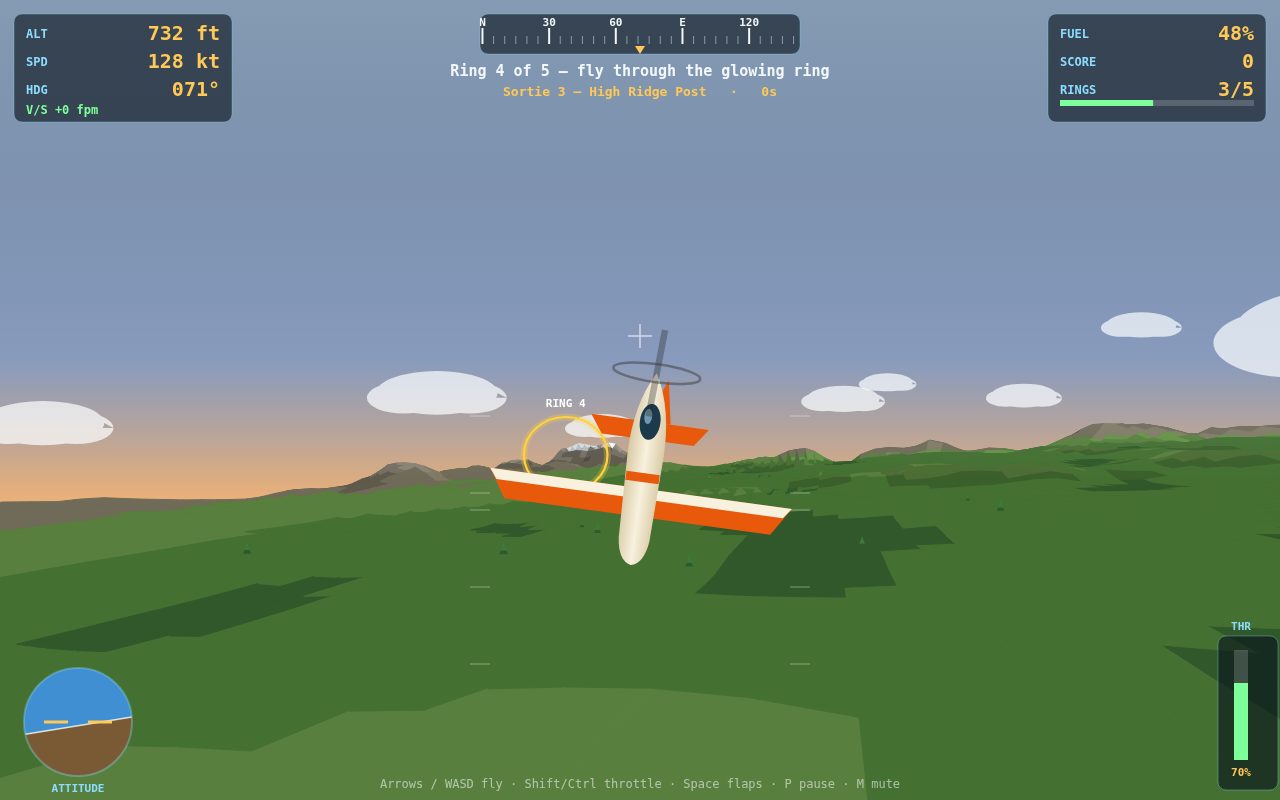 ALT 732 ft
SPD 128 kt
HDG 071°
V/S +0 fpm
N 30 60 E 120
Ring 4 of 5 — fly through the glowing ring
Sortie 3 — High Ridge Post · 0s
FUEL 48%
SCORE 0
RINGS 3/5
RING 4
THR
70%
ATTITUDE
Arrows / WASD fly · Shift/Ctrl throttle · Space flaps · P pause · M mute